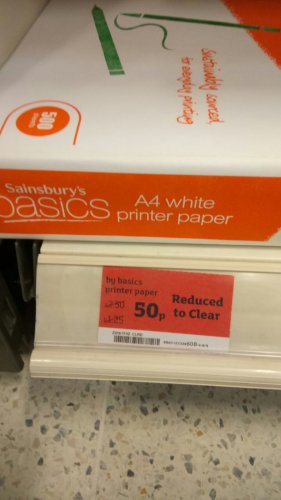 Sustainably sourced,
for everyday printing
500
sheets
Sainsbury's
basics
A4 white
printer paper
by basics
printer paper
£2.50
£1.25
50p
Reduced
to Clear